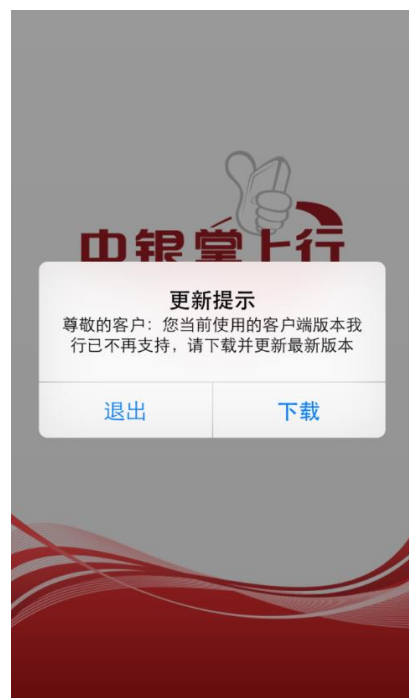 中银掌上行
更新提示
尊敬的客户：您当前使用的客户端版本我
行已不再支持，请下载并更新最新版本
退出
下载